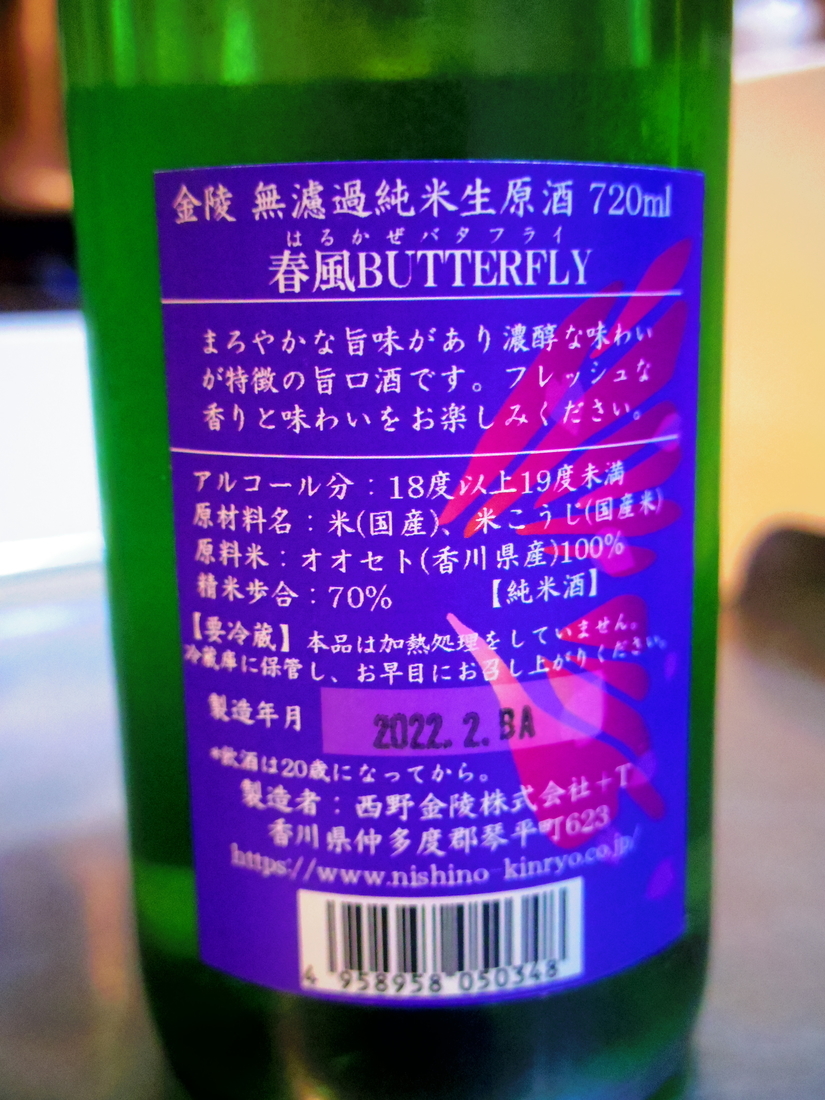 金陵 無濾過純米生原酒 720ml
はるかぜバタフライ
春風BUTTERFLY
まろやかな旨味があり濃醇な味わい
が特徴の旨口酒です。フレッシュな
香りと味わいをお楽しみください。
アルコール分：18度以上19度未満
原材料名：米(国産)、米こうじ(国産米)
原料米：オオセト(香川県産)100%
精米歩合：70% 【純米酒】
【要冷蔵】本品は加熱処理をしていません。
冷蔵庫に保管し、お早目にお召し上がりください。
製造年月 2022.2.BA
*飲酒は20歳になってから。
製造者：西野金陵株式会社+T
香川県仲多度郡琴平町623
https://www.nishino-kinryo.co.jp/
4 958958 050348